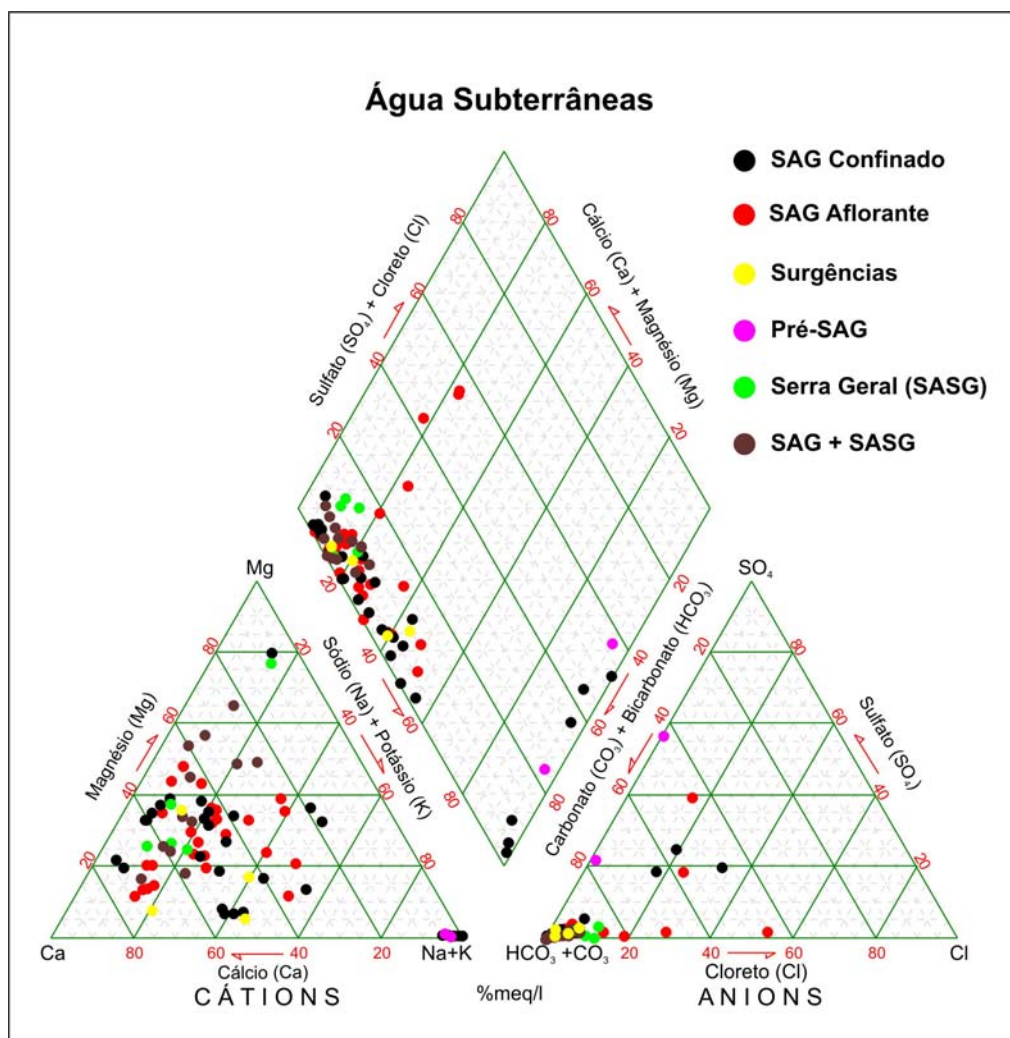 Água Subterrâneas
SAG Confinado
SAG Aflorante
Surgências
Pré-SAG
Serra Geral (SASG)
SAG + SASG
Sulfato (SO₄) + Cloreto (Cl)
20
40
60
80
Cálcio (Ca) + Magnésio (Mg)
80
60
40
20
Sódio (Na) + Potássio (K)
20
40
60
80
Carbonato (CO₃) + Bicarbonato (HCO₃)
20
40
60
80
Mg
Magnésio (Mg)
20
40
60
80
20
40
60
80
Ca
80
60
40
20
Na+K
Cálcio (Ca)
CÁTIONS
%meq/l
SO₄
80
60
40
20
Sulfato (SO₄)
20
40
60
80
HCO₃ +CO₃
20
40
60
80
Cl
Cloreto (Cl)
ANIONS